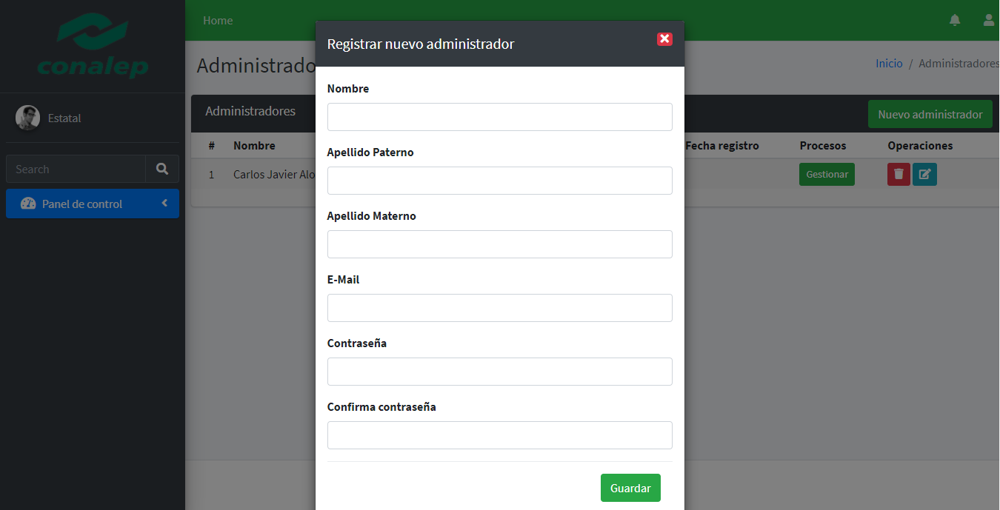 conalep
Estatal
Search
Panel de control
Home
Administrado
Inicio / Administradores
Administradores
Nuevo administrador
# Nombre Fecha registro Procesos Operaciones
1 Carlos Javier Alo Gestionar
Registrar nuevo administrador
Nombre
Apellido Paterno
Apellido Materno
E-Mail
Contraseña
Confirma contraseña
Guardar